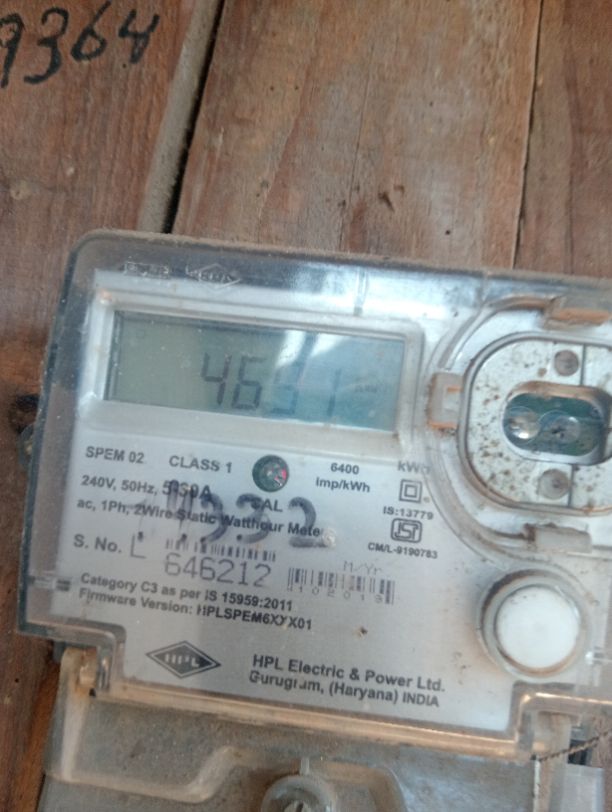 9364
4631
SPEM 02 CLASS 1 6400 imp/kWh kWh
240V, 50Hz, CAL
ac, 1Ph, 2Wire Static Watthour Meter
IS:13779
CM/L-9190783
S. No. L 646212
M/Yr
Category C3 as per IS 15959:2011
Firmware Version:
HPL
HPL Electric & Power Ltd.
Gurugram, (Haryana) INDIA